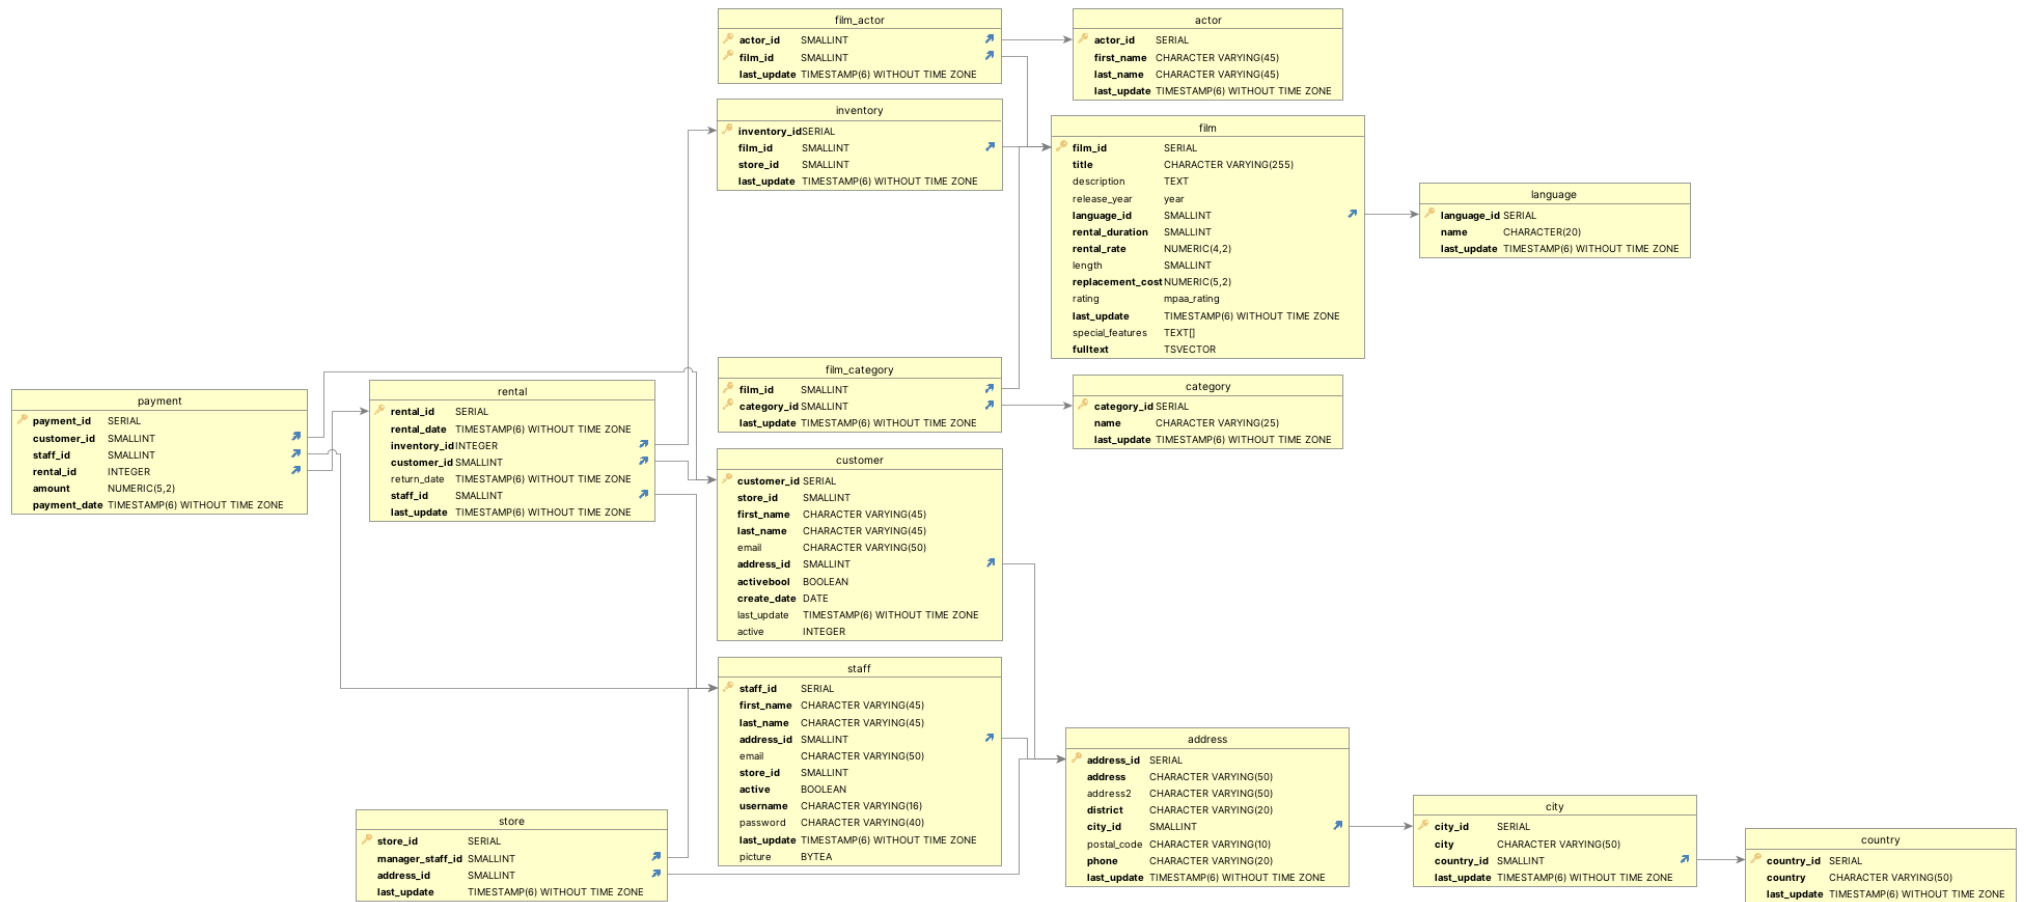 film_actor
actor_id SMALLINT
film_id SMALLINT
last_update TIMESTAMP(6) WITHOUT TIME ZONE
actor
actor_id SERIAL
first_name CHARACTER VARYING(45)
last_name CHARACTER VARYING(45)
last_update TIMESTAMP(6) WITHOUT TIME ZONE
inventory
inventory_id SERIAL
film_id SMALLINT
store_id SMALLINT
last_update TIMESTAMP(6) WITHOUT TIME ZONE
film
film_id SERIAL
title CHARACTER VARYING(255)
description TEXT
release_year year
language_id SMALLINT
rental_duration SMALLINT
rental_rate NUMERIC(4,2)
length SMALLINT
replacement_cost NUMERIC(5,2)
rating mpaa_rating
last_update TIMESTAMP(6) WITHOUT TIME ZONE
special_features TEXT[]
fulltext TSVECTOR
language
language_id SERIAL
name CHARACTER(20)
last_update TIMESTAMP(6) WITHOUT TIME ZONE
payment
payment_id SERIAL
customer_id SMALLINT
staff_id SMALLINT
rental_id INTEGER
amount NUMERIC(5,2)
payment_date TIMESTAMP(6) WITHOUT TIME ZONE
rental
rental_id SERIAL
rental_date TIMESTAMP(6) WITHOUT TIME ZONE
inventory_id INTEGER
customer_id SMALLINT
return_date TIMESTAMP(6) WITHOUT TIME ZONE
staff_id SMALLINT
last_update TIMESTAMP(6) WITHOUT TIME ZONE
film_category
film_id SMALLINT
category_id SMALLINT
last_update TIMESTAMP(6) WITHOUT TIME ZONE
category
category_id SERIAL
name CHARACTER VARYING(25)
last_update TIMESTAMP(6) WITHOUT TIME ZONE
customer
customer_id SERIAL
store_id SMALLINT
first_name CHARACTER VARYING(45)
last_name CHARACTER VARYING(45)
email CHARACTER VARYING(50)
address_id SMALLINT
activebool BOOLEAN
create_date DATE
last_update TIMESTAMP(6) WITHOUT TIME ZONE
active INTEGER
staff
staff_id SERIAL
first_name CHARACTER VARYING(45)
last_name CHARACTER VARYING(45)
address_id SMALLINT
email CHARACTER VARYING(50)
store_id SMALLINT
active BOOLEAN
username CHARACTER VARYING(16)
password CHARACTER VARYING(40)
last_update TIMESTAMP(6) WITHOUT TIME ZONE
picture BYTEA
store
store_id SERIAL
manager_staff_id SMALLINT
address_id SMALLINT
last_update TIMESTAMP(6) WITHOUT TIME ZONE
address
address_id SERIAL
address CHARACTER VARYING(50)
address2 CHARACTER VARYING(50)
district CHARACTER VARYING(20)
city_id SMALLINT
postal_code CHARACTER VARYING(10)
phone CHARACTER VARYING(20)
last_update TIMESTAMP(6) WITHOUT TIME ZONE
city
city_id SERIAL
city CHARACTER VARYING(50)
country_id SMALLINT
last_update TIMESTAMP(6) WITHOUT TIME ZONE
country
country_id SERIAL
country CHARACTER VARYING(50)
last_update TIMESTAMP(6) WITHOUT TIME ZONE